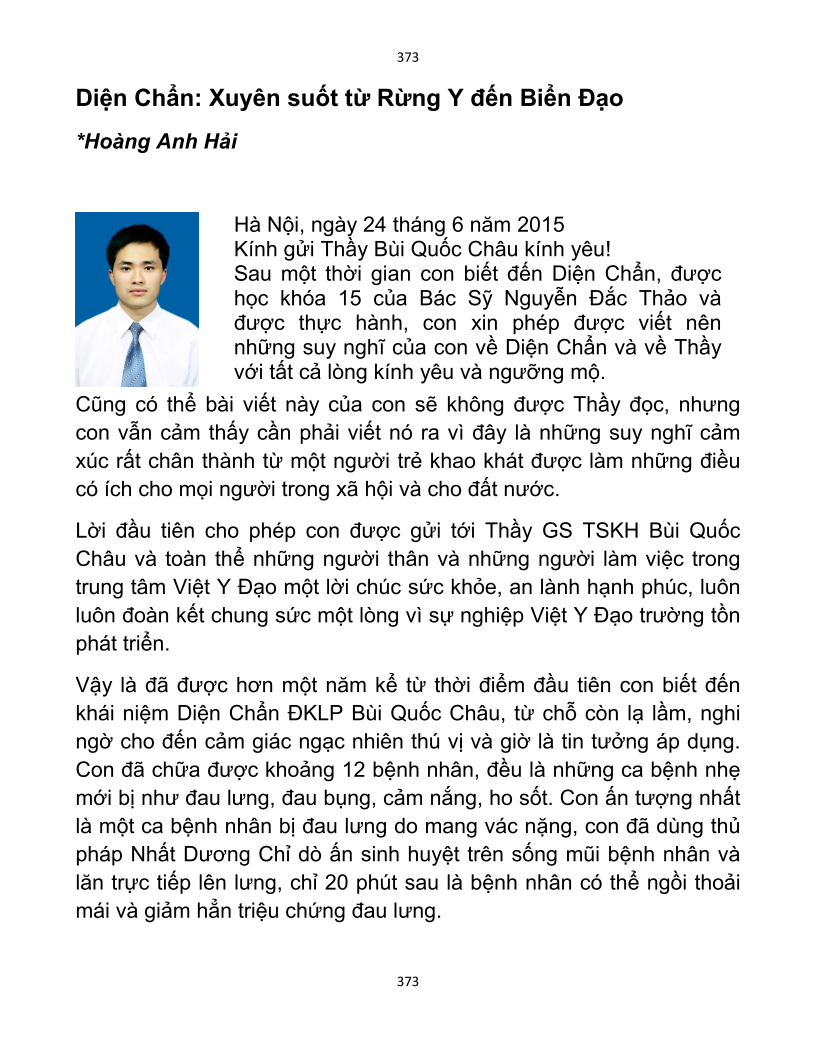 373
Diện Chẩn: Xuyên suốt từ Rừng Y đến Biển Đạo
*Hoàng Anh Hải
Hà Nội, ngày 24 tháng 6 năm 2015
Kính gửi Thầy Bùi Quốc Châu kính yêu!
Sau một thời gian con biết đến Diện Chẩn, được
học khóa 15 của Bác Sỹ Nguyễn Đắc Thảo và
được thực hành, con xin phép được viết nên
những suy nghĩ của con về Diện Chẩn và về Thầy
với tất cả lòng kính yêu và ngưỡng mộ.
Cũng có thể bài viết này của con sẽ không được Thầy đọc, nhưng
con vẫn cảm thấy cần phải viết nó ra vì đây là những suy nghĩ cảm
xúc rất chân thành từ một người trẻ khao khát được làm những điều
có ích cho mọi người trong xã hội và cho đất nước.
Lời đầu tiên cho phép con được gửi tới Thầy GS TSKH Bùi Quốc
Châu và toàn thể những người thân và những người làm việc trong
trung tâm Việt Y Đạo một lời chúc sức khỏe, an lành hạnh phúc, luôn
luôn đoàn kết chung sức một lòng vì sự nghiệp Việt Y Đạo trường tồn
phát triển.
Vậy là đã được hơn một năm kể từ thời điểm đầu tiên con biết đến
khái niệm Diện Chẩn ĐKLP Bùi Quốc Châu, từ chỗ còn lạ lầm, nghi
ngờ cho đến cảm giác ngạc nhiên thú vị và giờ là tin tưởng áp dụng.
Con đã chữa được khoảng 12 bệnh nhân, đều là những ca bệnh nhẹ
mới bị như đau lưng, đau bụng, cảm nắng, ho sốt. Con ấn tượng nhất
là một ca bệnh nhân bị đau lưng do mang vác nặng, con đã dùng thủ
pháp Nhất Dương Chỉ dò ấn sinh huyệt trên sống mũi bệnh nhân và
lăn trực tiếp lên lưng, chỉ 20 phút sau là bệnh nhân có thể ngồi thoải
mái và giảm hẳn triệu chứng đau lưng.
373